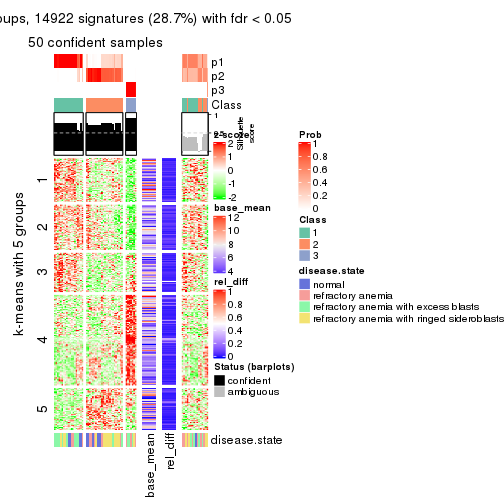 oups, 14922 signatures (28.7%) with fdr < 0.05
50 confident samples
p1
p2
p3
Class
1
Silhouette
score
z-score
2
1
0
-1
-2
base_mean
12
10
8
6
4
rel_diff
1
0.8
0.6
0.4
0.2
0
Status (barplots)
confident
ambiguous
Prob
1
0.8
0.6
0.4
0.2
0
Class
1
2
3
disease.state
normal
refractory anemia
refractory anemia with excess blasts
refractory anemia with ringed sideroblasts
k-means with 5 groups
1
2
3
4
5
disease.state
base_mean
rel_diff